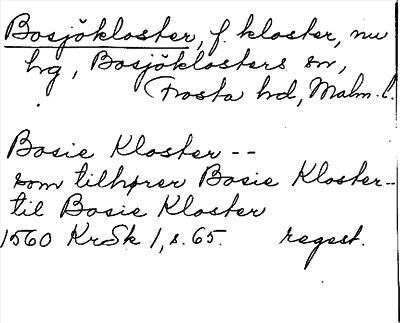 Bosjökloster, f. kloster, nu
hg, Bosjöklosters sn,
Frosta hd, Malm. l.
Bosie Kloster --
som tilhører Bosie Kloster --
til Bosie Kloster
1560 KrSk 1, s. 65. regest.